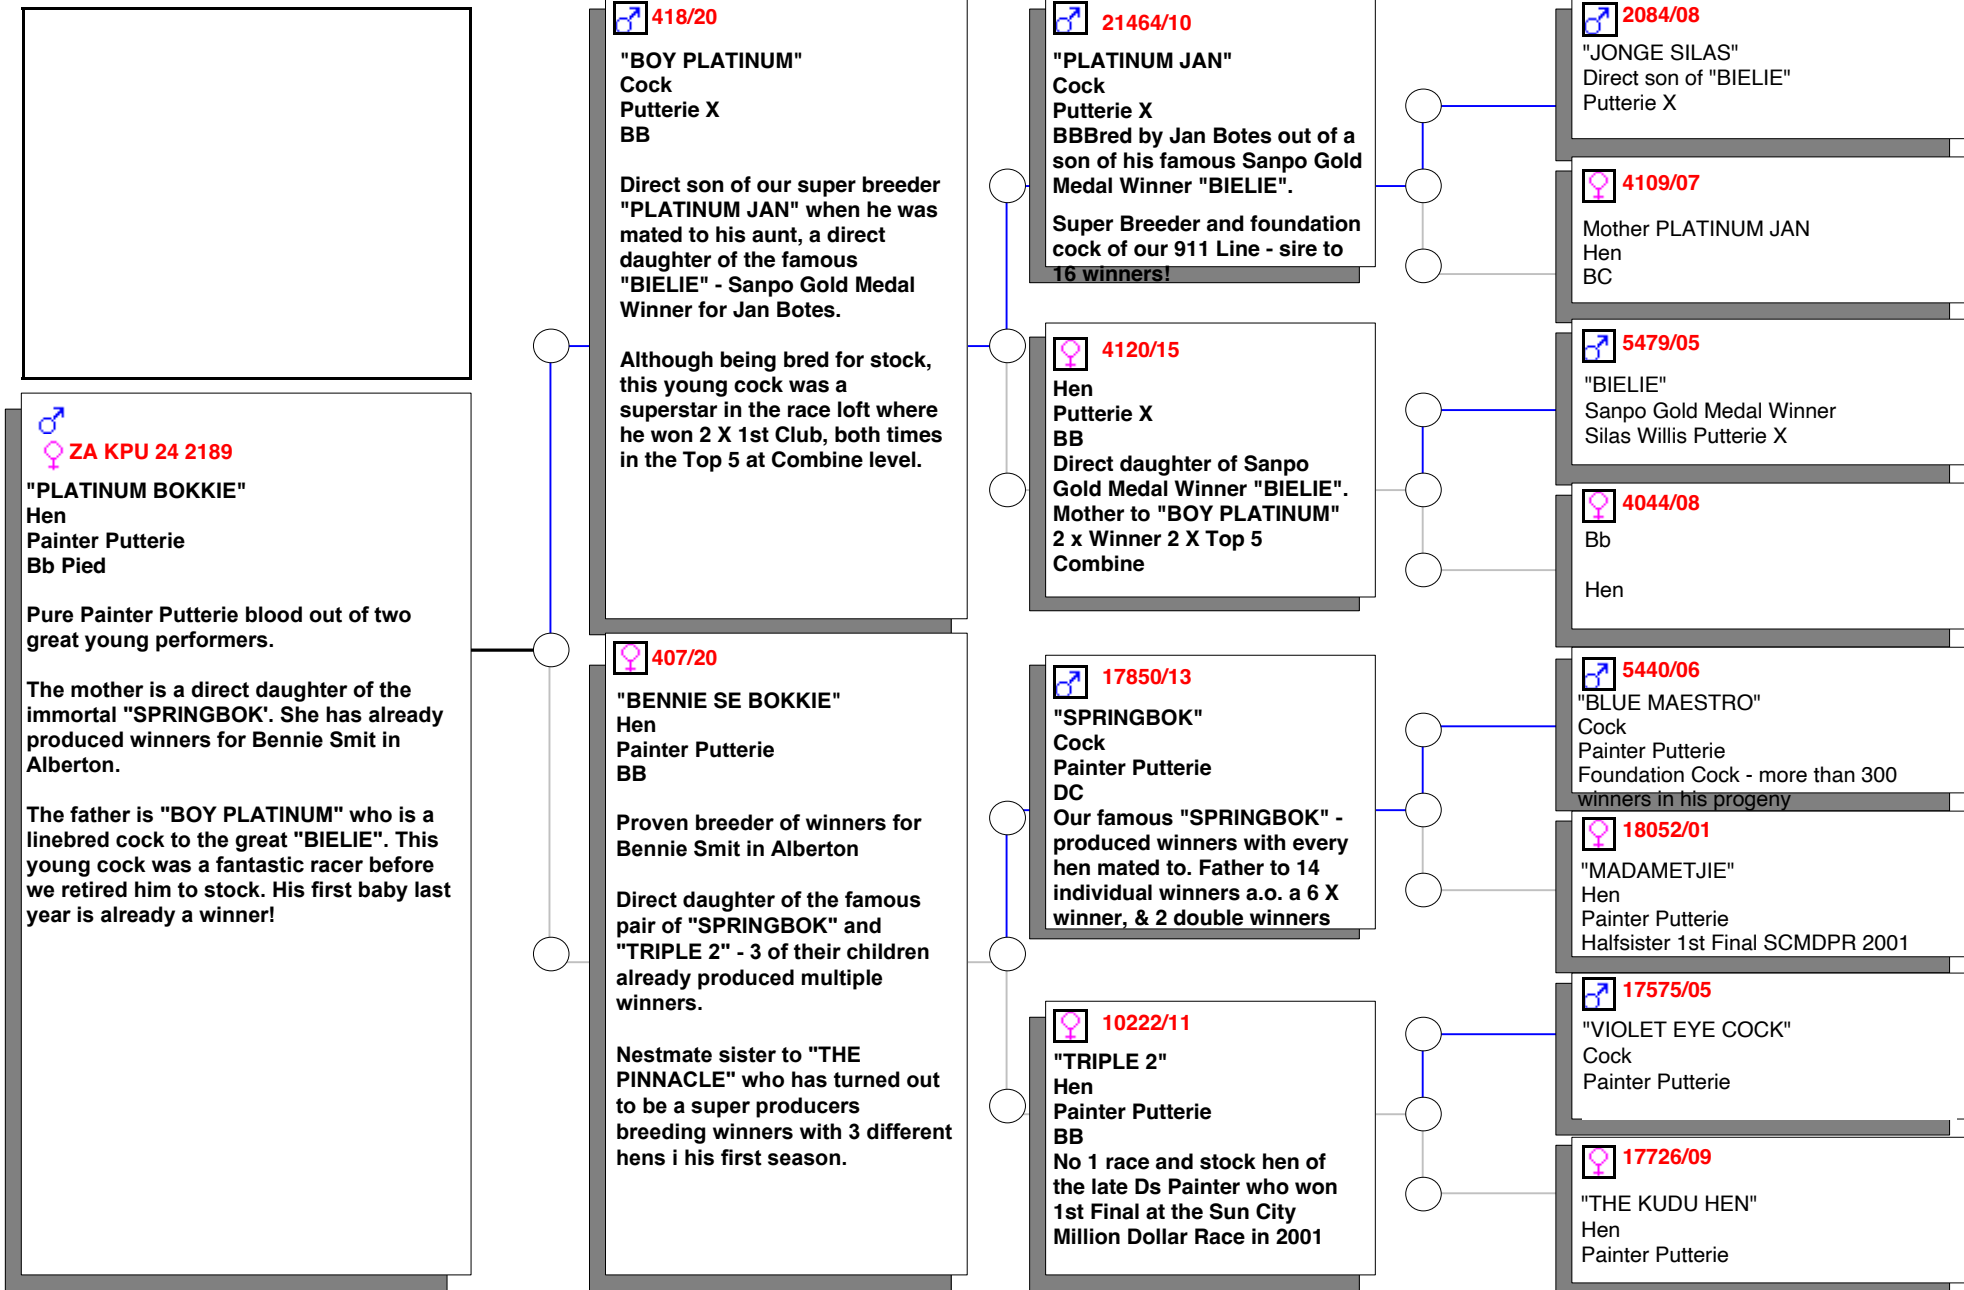 ZA KPU 24 2189
"PLATINUM BOKKIE"
Hen
Painter Putterie
Bb Pied
Pure Painter Putterie blood out of two
great young performers.
The mother is a direct daughter of the
immortal "SPRINGBOK'. She has already
produced winners for Bennie Smit in
Alberton.
The father is "BOY PLATINUM" who is a
linebred cock to the great "BIELIE". This
young cock was a fantastic racer before
we retired him to stock. His first baby last
year is already a winner!
418/20
"BOY PLATINUM"
Cock
Putterie X
BB
Direct son of our super breeder
"PLATINUM JAN" when he was
mated to his aunt, a direct
daughter of the famous
"BIELIE" - Sanpo Gold Medal
Winner for Jan Botes.
Although being bred for stock,
this young cock was a
superstar in the race loft where
he won 2 X 1st Club, both times
in the Top 5 at Combine level.
407/20
"BENNIE SE BOKKIE"
Hen
Painter Putterie
BB
Proven breeder of winners for
Bennie Smit in Alberton
Direct daughter of the famous
pair of "SPRINGBOK" and
"TRIPLE 2" - 3 of their children
already produced multiple
winners.
Nestmate sister to "THE
PINNACLE" who has turned out
to be a super producers
breeding winners with 3 different
hens i his first season.
21464/10
"PLATINUM JAN"
Cock
Putterie X
BBBred by Jan Botes out of a
son of his famous Sanpo Gold
Medal Winner "BIELIE".
Super Breeder and foundation
cock of our 911 Line - sire to
16 winners!
4120/15
Hen
Putterie X
BB
Direct daughter of Sanpo
Gold Medal Winner "BIELIE".
Mother to "BOY PLATINUM"
2 x Winner 2 X Top 5
Combine
17850/13
"SPRINGBOK"
Cock
Painter Putterie
DC
Our famous "SPRINGBOK" -
produced winners with every
hen mated to. Father to 14
individual winners a.o. a 6 X
winner, & 2 double winners
10222/11
"TRIPLE 2"
Hen
Painter Putterie
BB
No 1 race and stock hen of
the late Ds Painter who won
1st Final at the Sun City
Million Dollar Race in 2001
2084/08
"JONGE SILAS"
Direct son of "BIELIE"
Putterie X
4109/07
Mother PLATINUM JAN
Hen
BC
5479/05
"BIELIE"
Sanpo Gold Medal Winner
Silas Willis Putterie X
4044/08
Bb
Hen
5440/06
"BLUE MAESTRO"
Cock
Painter Putterie
Foundation Cock - more than 300
winners in his progeny
18052/01
"MADAMETJIE"
Hen
Painter Putterie
Halfsister 1st Final SCMDPR 2001
17575/05
"VIOLET EYE COCK"
Cock
Painter Putterie
17726/09
"THE KUDU HEN"
Hen
Painter Putterie